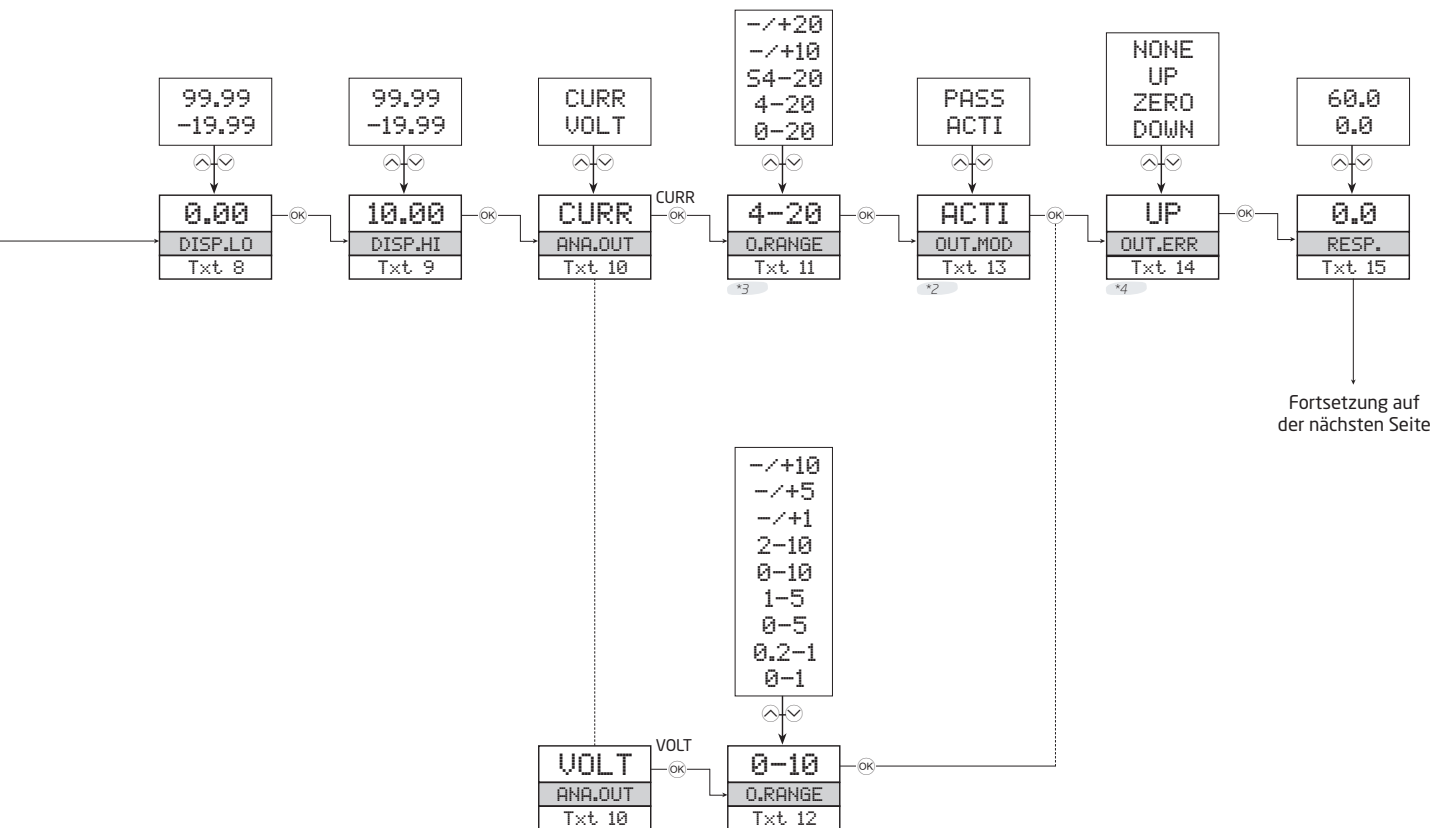 99.99
-19.99
OK
0.00
DISP.LO
Txt 8
99.99
-19.99
OK
10.00
DISP.HI
Txt 9
CURR
VOLT
CURR
OK
CURR
ANA.OUT
Txt 10
-/+20
-/+10
S4-20
4-20
0-20
OK
4-20
O.RANGE
Txt 11
*3
PASS
ACTI
OK
ACTI
OUT.MOD
Txt 13
*2
NONE
UP
ZERO
DOWN
OK
UP
OUT.ERR
Txt 14
*4
60.0
0.0
0.0
RESP.
Txt 15
Fortsetzung auf
der nächsten Seite
VOLT
OK
VOLT
ANA.OUT
Txt 10
-/+10
-/+5
-/+1
2-10
0-10
1-5
0-5
0.2-1
0-1
OK
0-10
O.RANGE
Txt 12